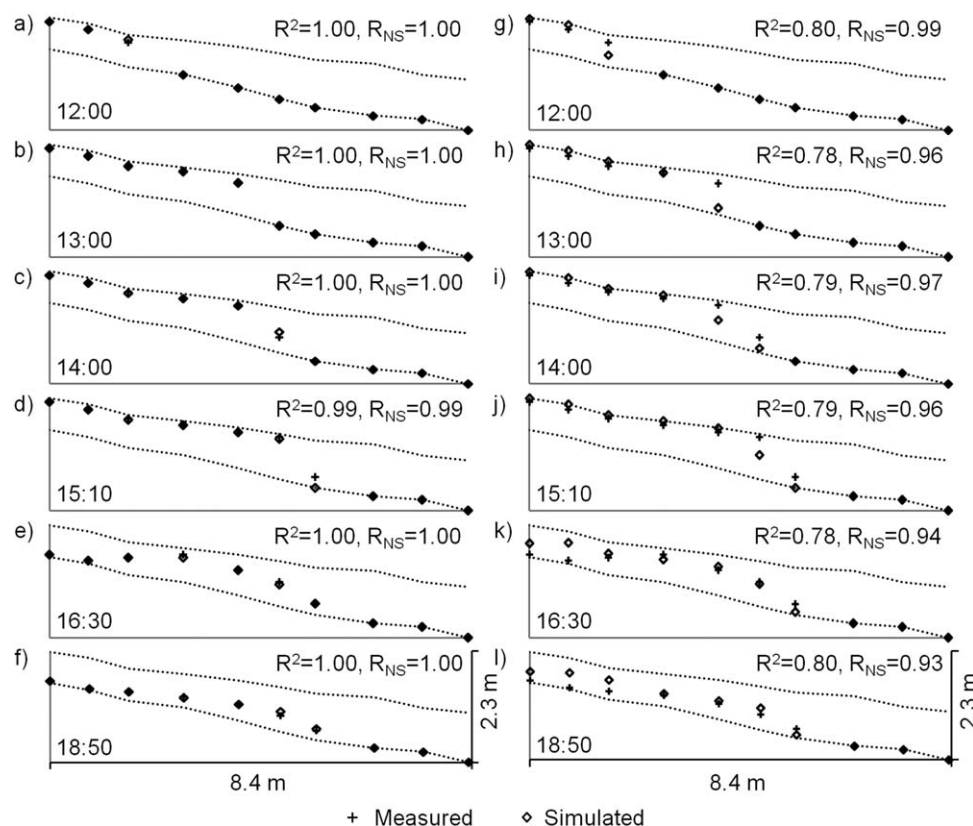 a) R²=1.00, R_NS=1.00
12:00
g) R²=0.80, R_NS=0.99
12:00
b) R²=1.00, R_NS=1.00
13:00
h) R²=0.78, R_NS=0.96
13:00
c) R²=1.00, R_NS=1.00
14:00
i) R²=0.79, R_NS=0.97
14:00
d) R²=0.99, R_NS=0.99
15:10
j) R²=0.79, R_NS=0.96
15:10
e) R²=1.00, R_NS=1.00
16:30
k) R²=0.78, R_NS=0.94
16:30
f) R²=1.00, R_NS=1.00
18:50
2.3 m
8.4 m
l) R²=0.80, R_NS=0.93
18:50
2.3 m
8.4 m
+ Measured ◇ Simulated